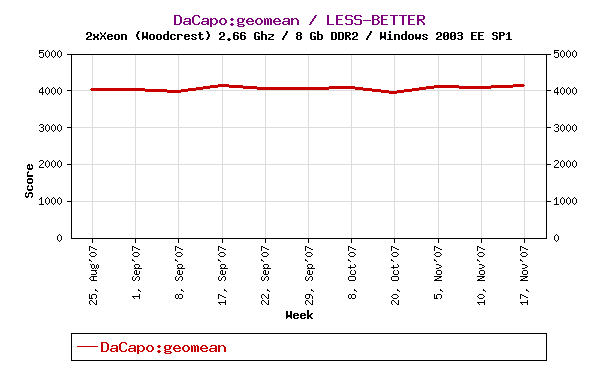 DaCapo:geomean / LESS-BETTER
2xXeon (Woodcrest) 2.66 Ghz / 8 Gb DDR2 / Windows 2003 EE SP1
5000 5000
4000 4000
3000 3000
2000 2000
1000 1000
0 0
Score
25, Aug'07
1, Sep'07
8, Sep'07
17, Sep'07
22, Sep'07
29, Sep'07
8, Oct'07
20, Oct'07
5, Nov'07
10, Nov'07
17, Nov'07
Week
DaCapo:geomean